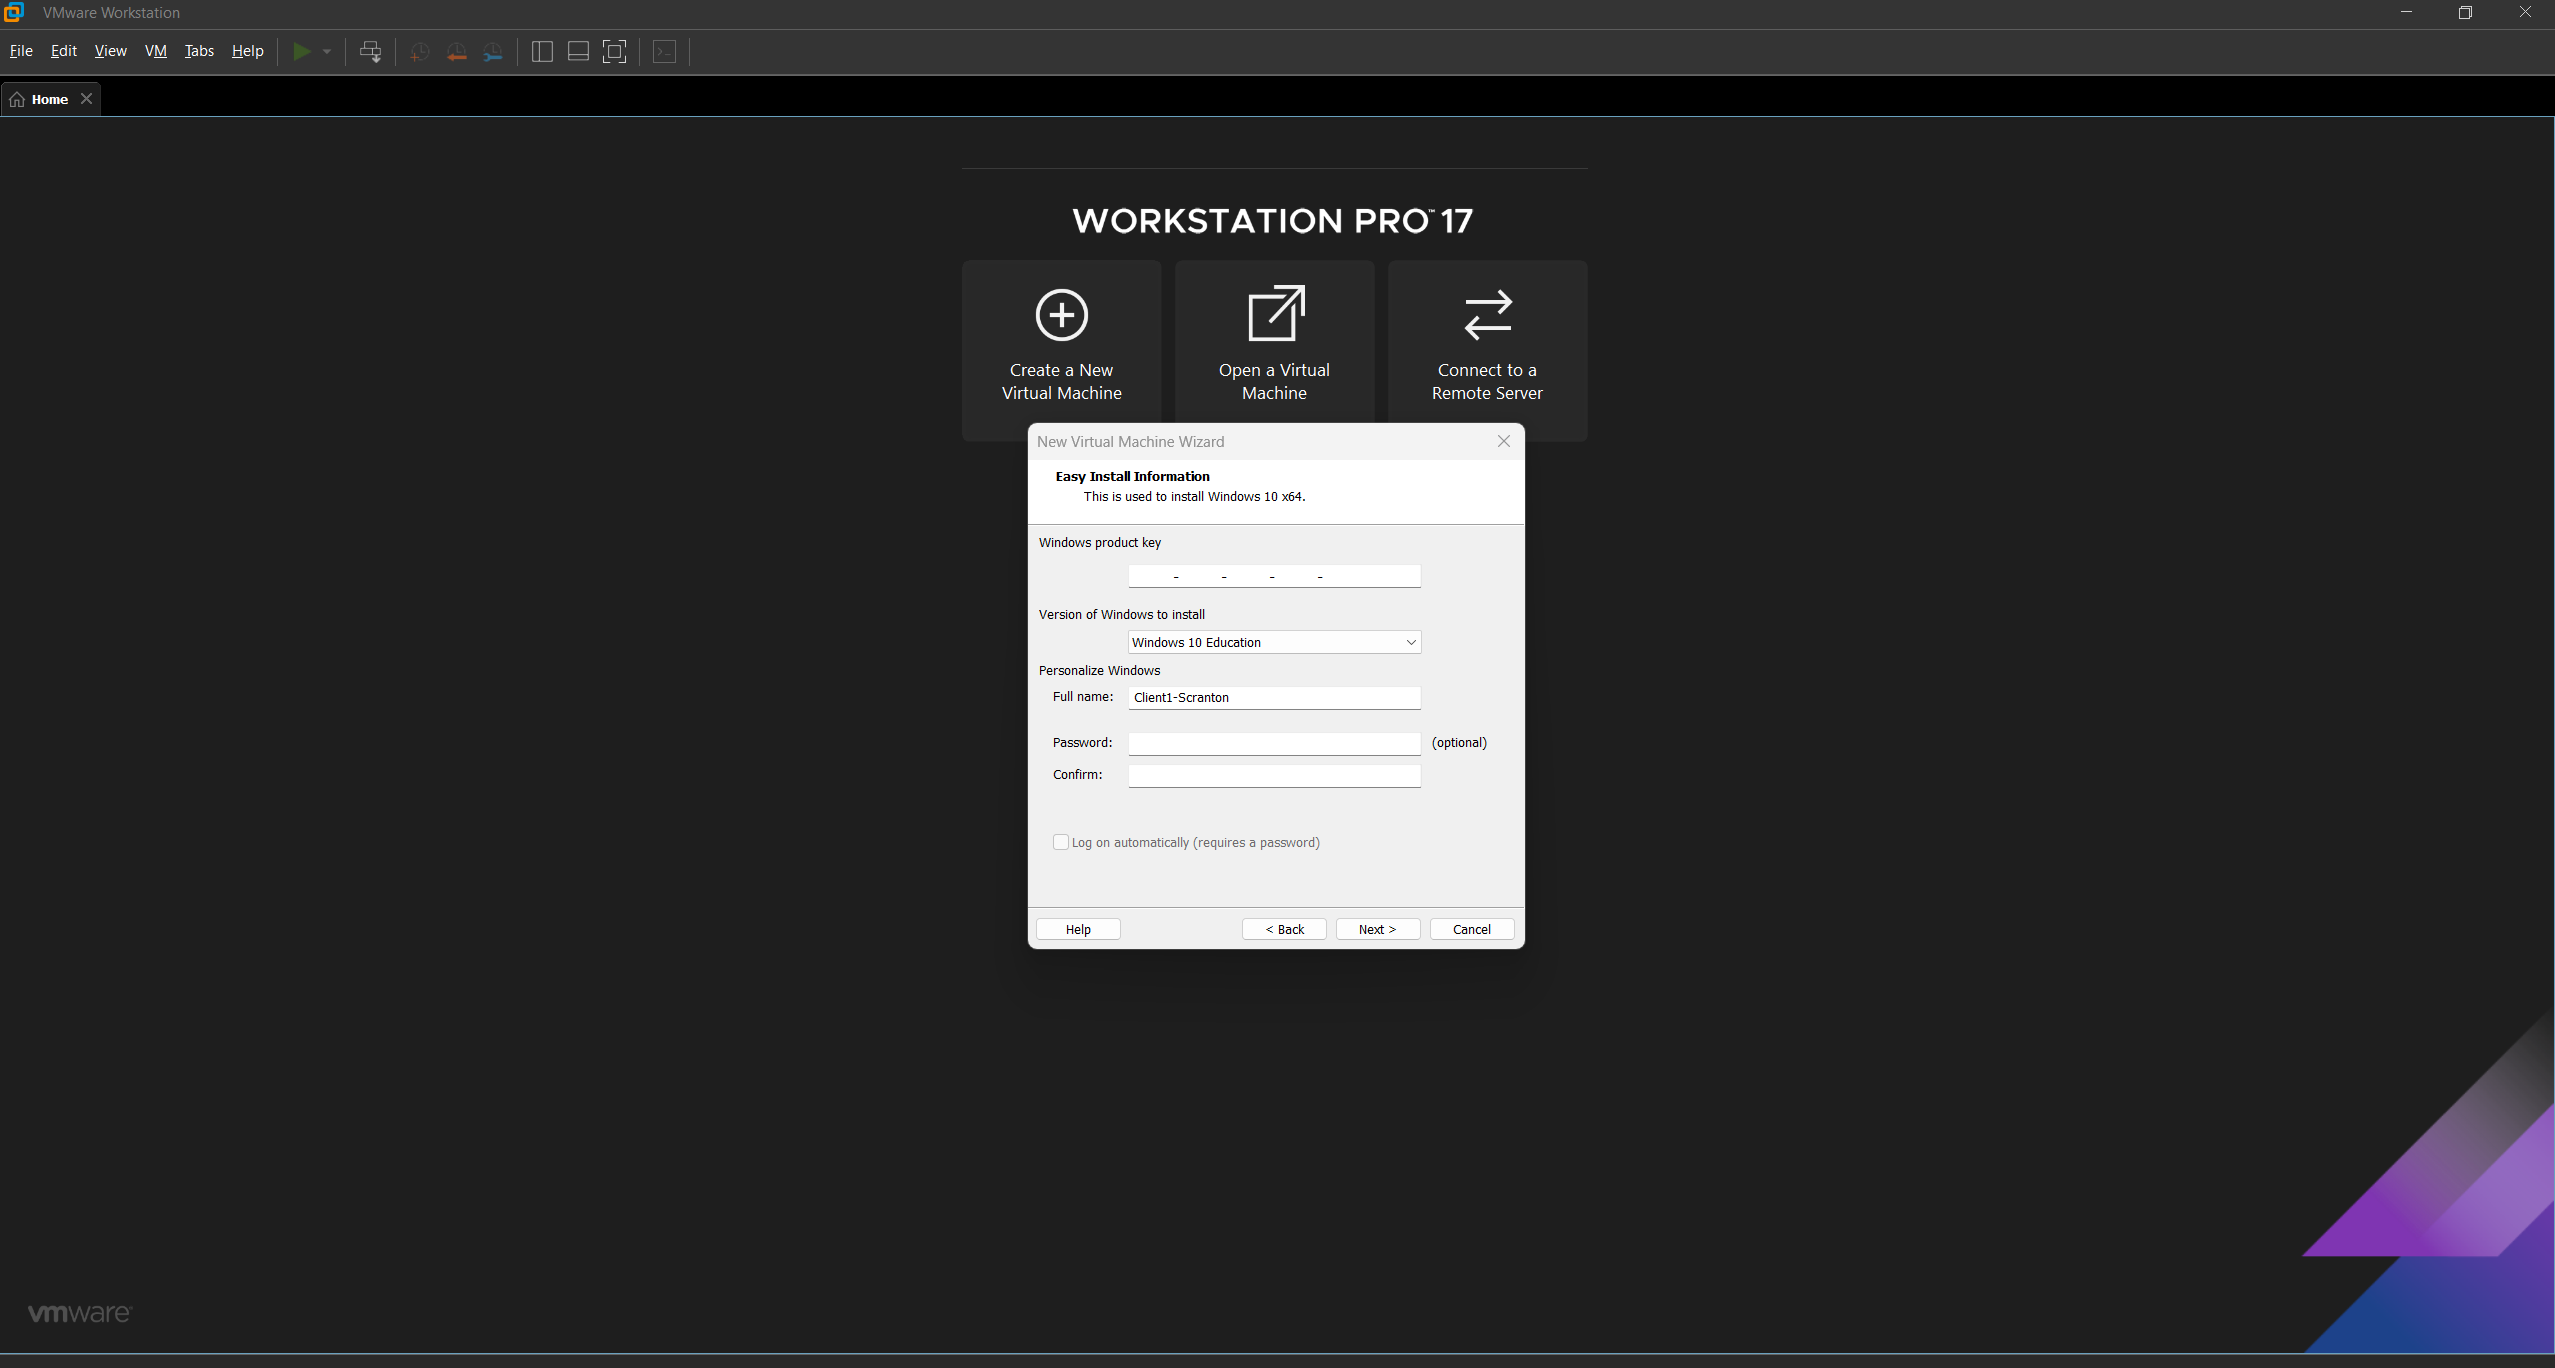 VMware Workstation
File Edit View VM Tabs Help
Home
WORKSTATION PRO™ 17
Create a New
Virtual Machine
Open a Virtual
Machine
Connect to a
Remote Server
New Virtual Machine Wizard
Easy Install Information
This is used to install Windows 10 x64.
Windows product key
- - - -
Version of Windows to install
Windows 10 Education
Personalize Windows
Full name: Client1-Scranton
Password: (optional)
Confirm:
Log on automatically (requires a password)
Help < Back Next > Cancel
vmware